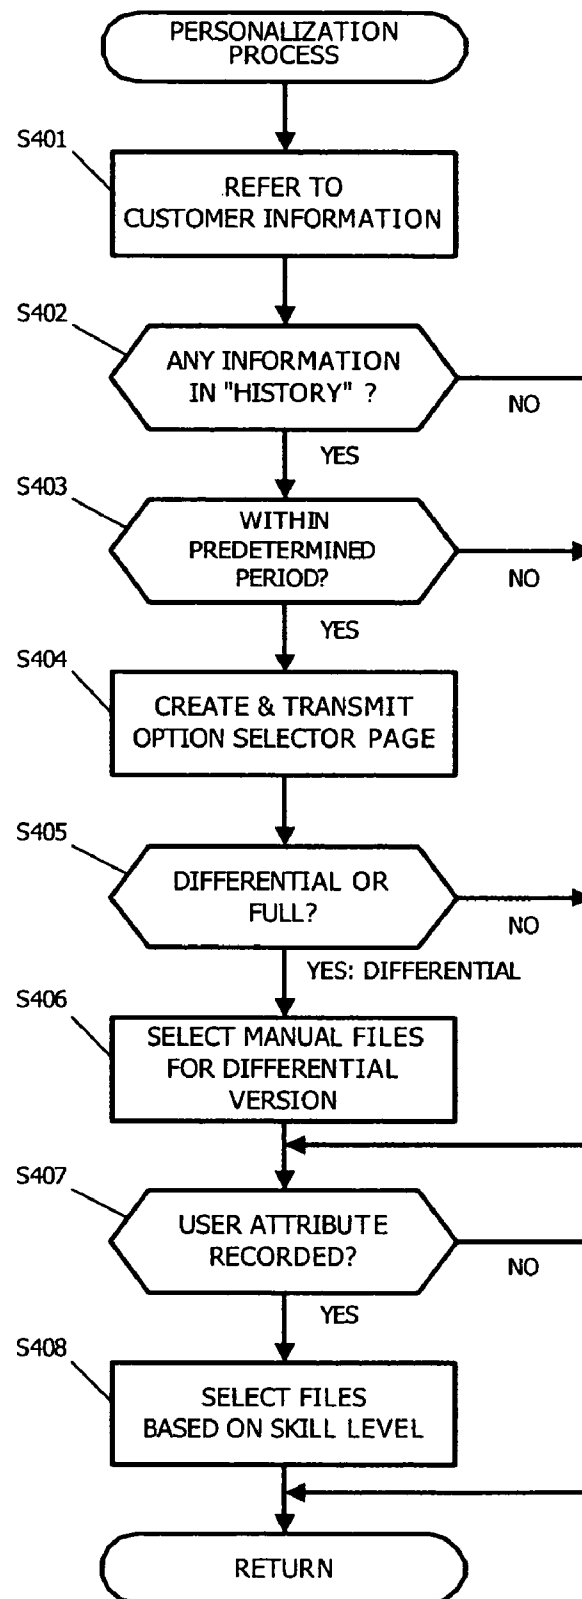 PERSONALIZATION
PROCESS
S401
REFER TO
CUSTOMER INFORMATION
S402
ANY INFORMATION
IN "HISTORY" ?
NO
YES
S403
WITHIN
PREDETERMINED
PERIOD?
NO
YES
S404
CREATE & TRANSMIT
OPTION SELECTOR PAGE
S405
DIFFERENTIAL OR
FULL?
NO
YES: DIFFERENTIAL
S406
SELECT MANUAL FILES
FOR DIFFERENTIAL
VERSION
S407
USER ATTRIBUTE
RECORDED?
NO
YES
S408
SELECT FILES
BASED ON SKILL LEVEL
RETURN